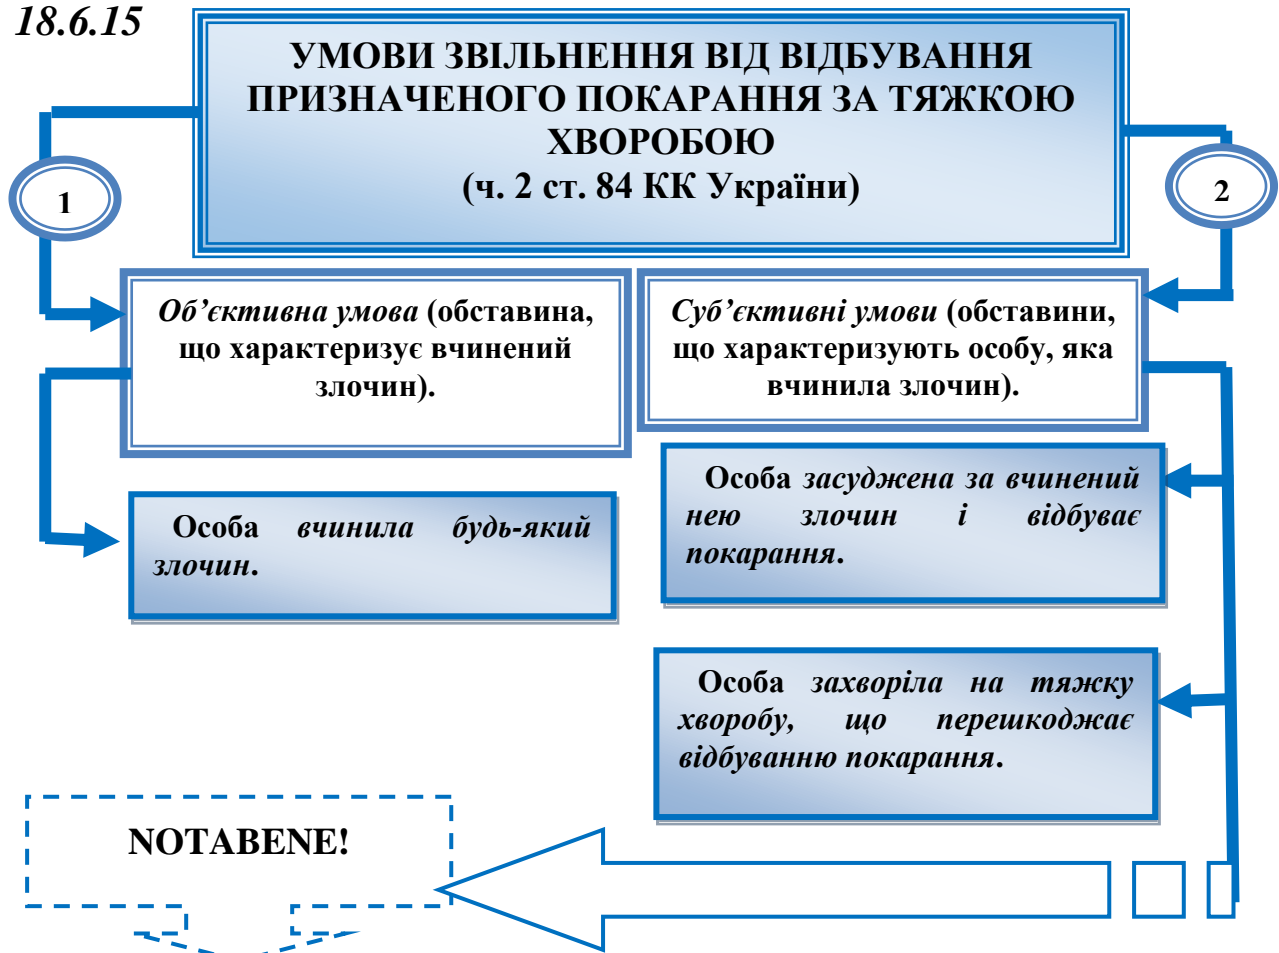 18.6.15
УМОВИ ЗВІЛЬНЕННЯ ВІД ВІДБУВАННЯ
ПРИЗНАЧЕНОГО ПОКАРАННЯ ЗА ТЯЖКОЮ
ХВОРОБОЮ
(ч. 2 ст. 84 КК України)
1
2
Об’єктивна умова (обставина,
що характеризує вчинений
злочин).
Суб’єктивні умови (обставини,
що характеризують особу, яка
вчинила злочин).
Особа вчинила будь-який
злочин.
Особа засуджена за вчинений
нею злочин і відбуває
покарання.
Особа захворіла на тяжку
хворобу, що перешкоджає
відбуванню покарання.
NOTABENE!